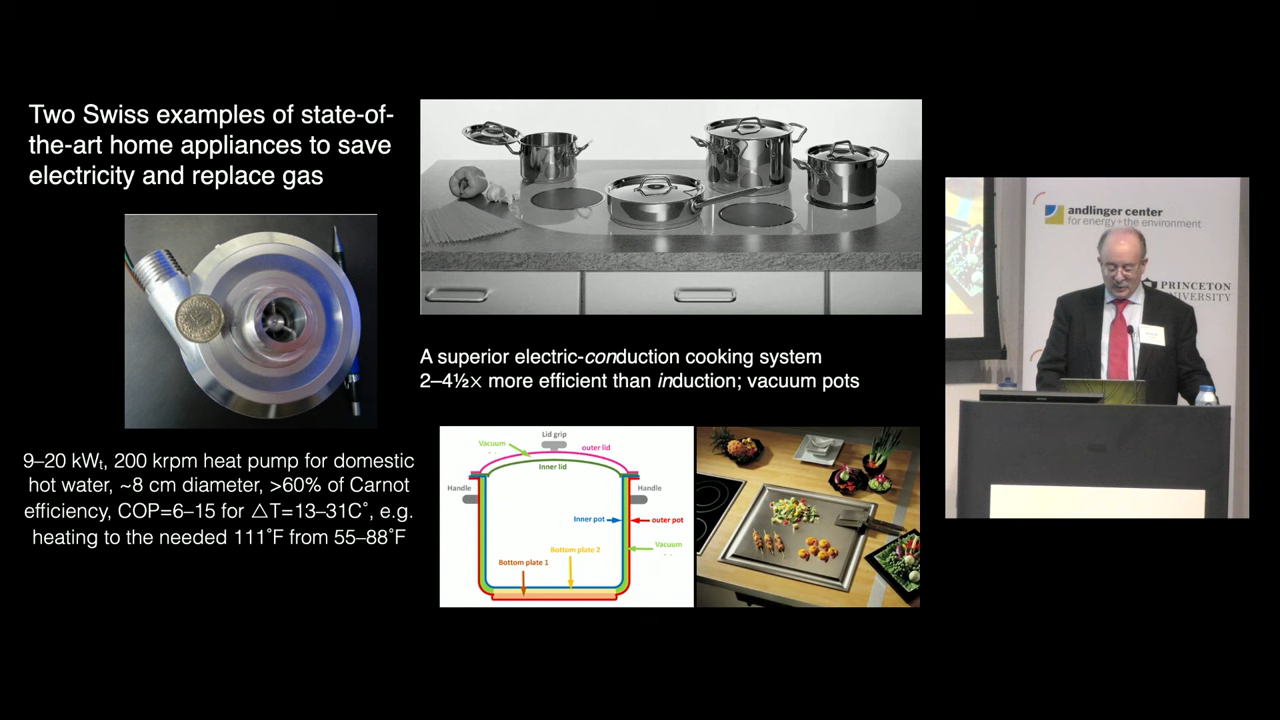 Two Swiss examples of state-of-
the-art home appliances to save
electricity and replace gas
9–20 kWt, 200 krpm heat pump for domestic
hot water, ~8 cm diameter, >60% of Carnot
efficiency, COP=6–15 for △T=13–31C˚, e.g.
heating to the needed 111˚F from 55–88˚F
A superior electric-conduction cooking system
2–4½× more efficient than induction; vacuum pots
Lid grip
Vacuum
outer lid
Inner lid
Handle
Handle
Inner pot
outer pot
Bottom plate 2
Vacuum
Bottom plate 1
andlinger center
for energy+the environment
PRINCETON